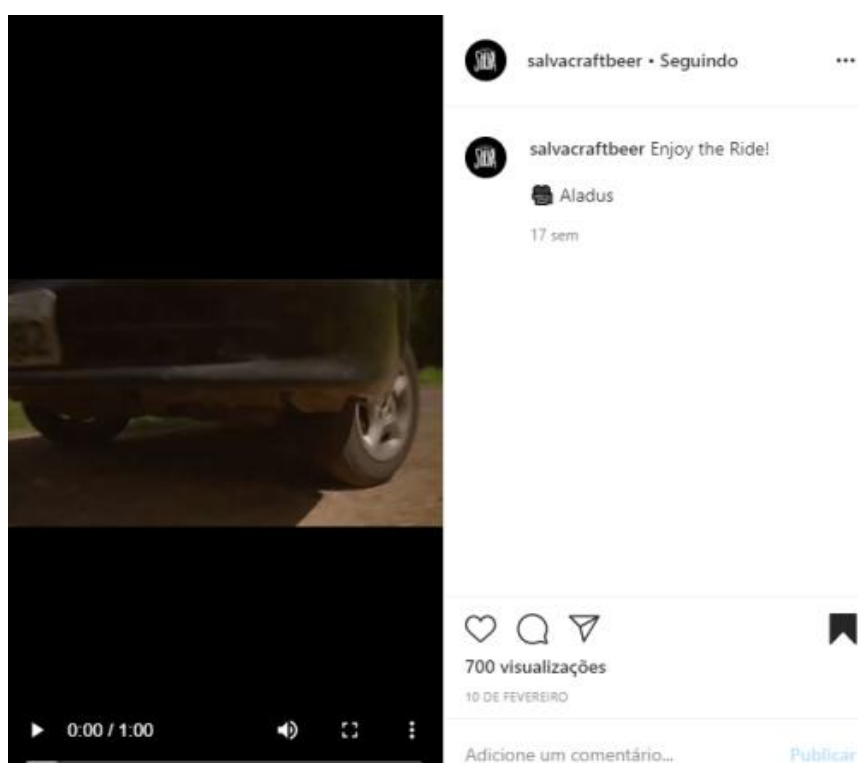 salvacraftbeer • Seguindo
salvacraftbeer Enjoy the Ride!
Aladus
17 sem
700 visualizações
10 DE FEVEREIRO
0:00 / 1:00
Adicione um comentário... Publicar